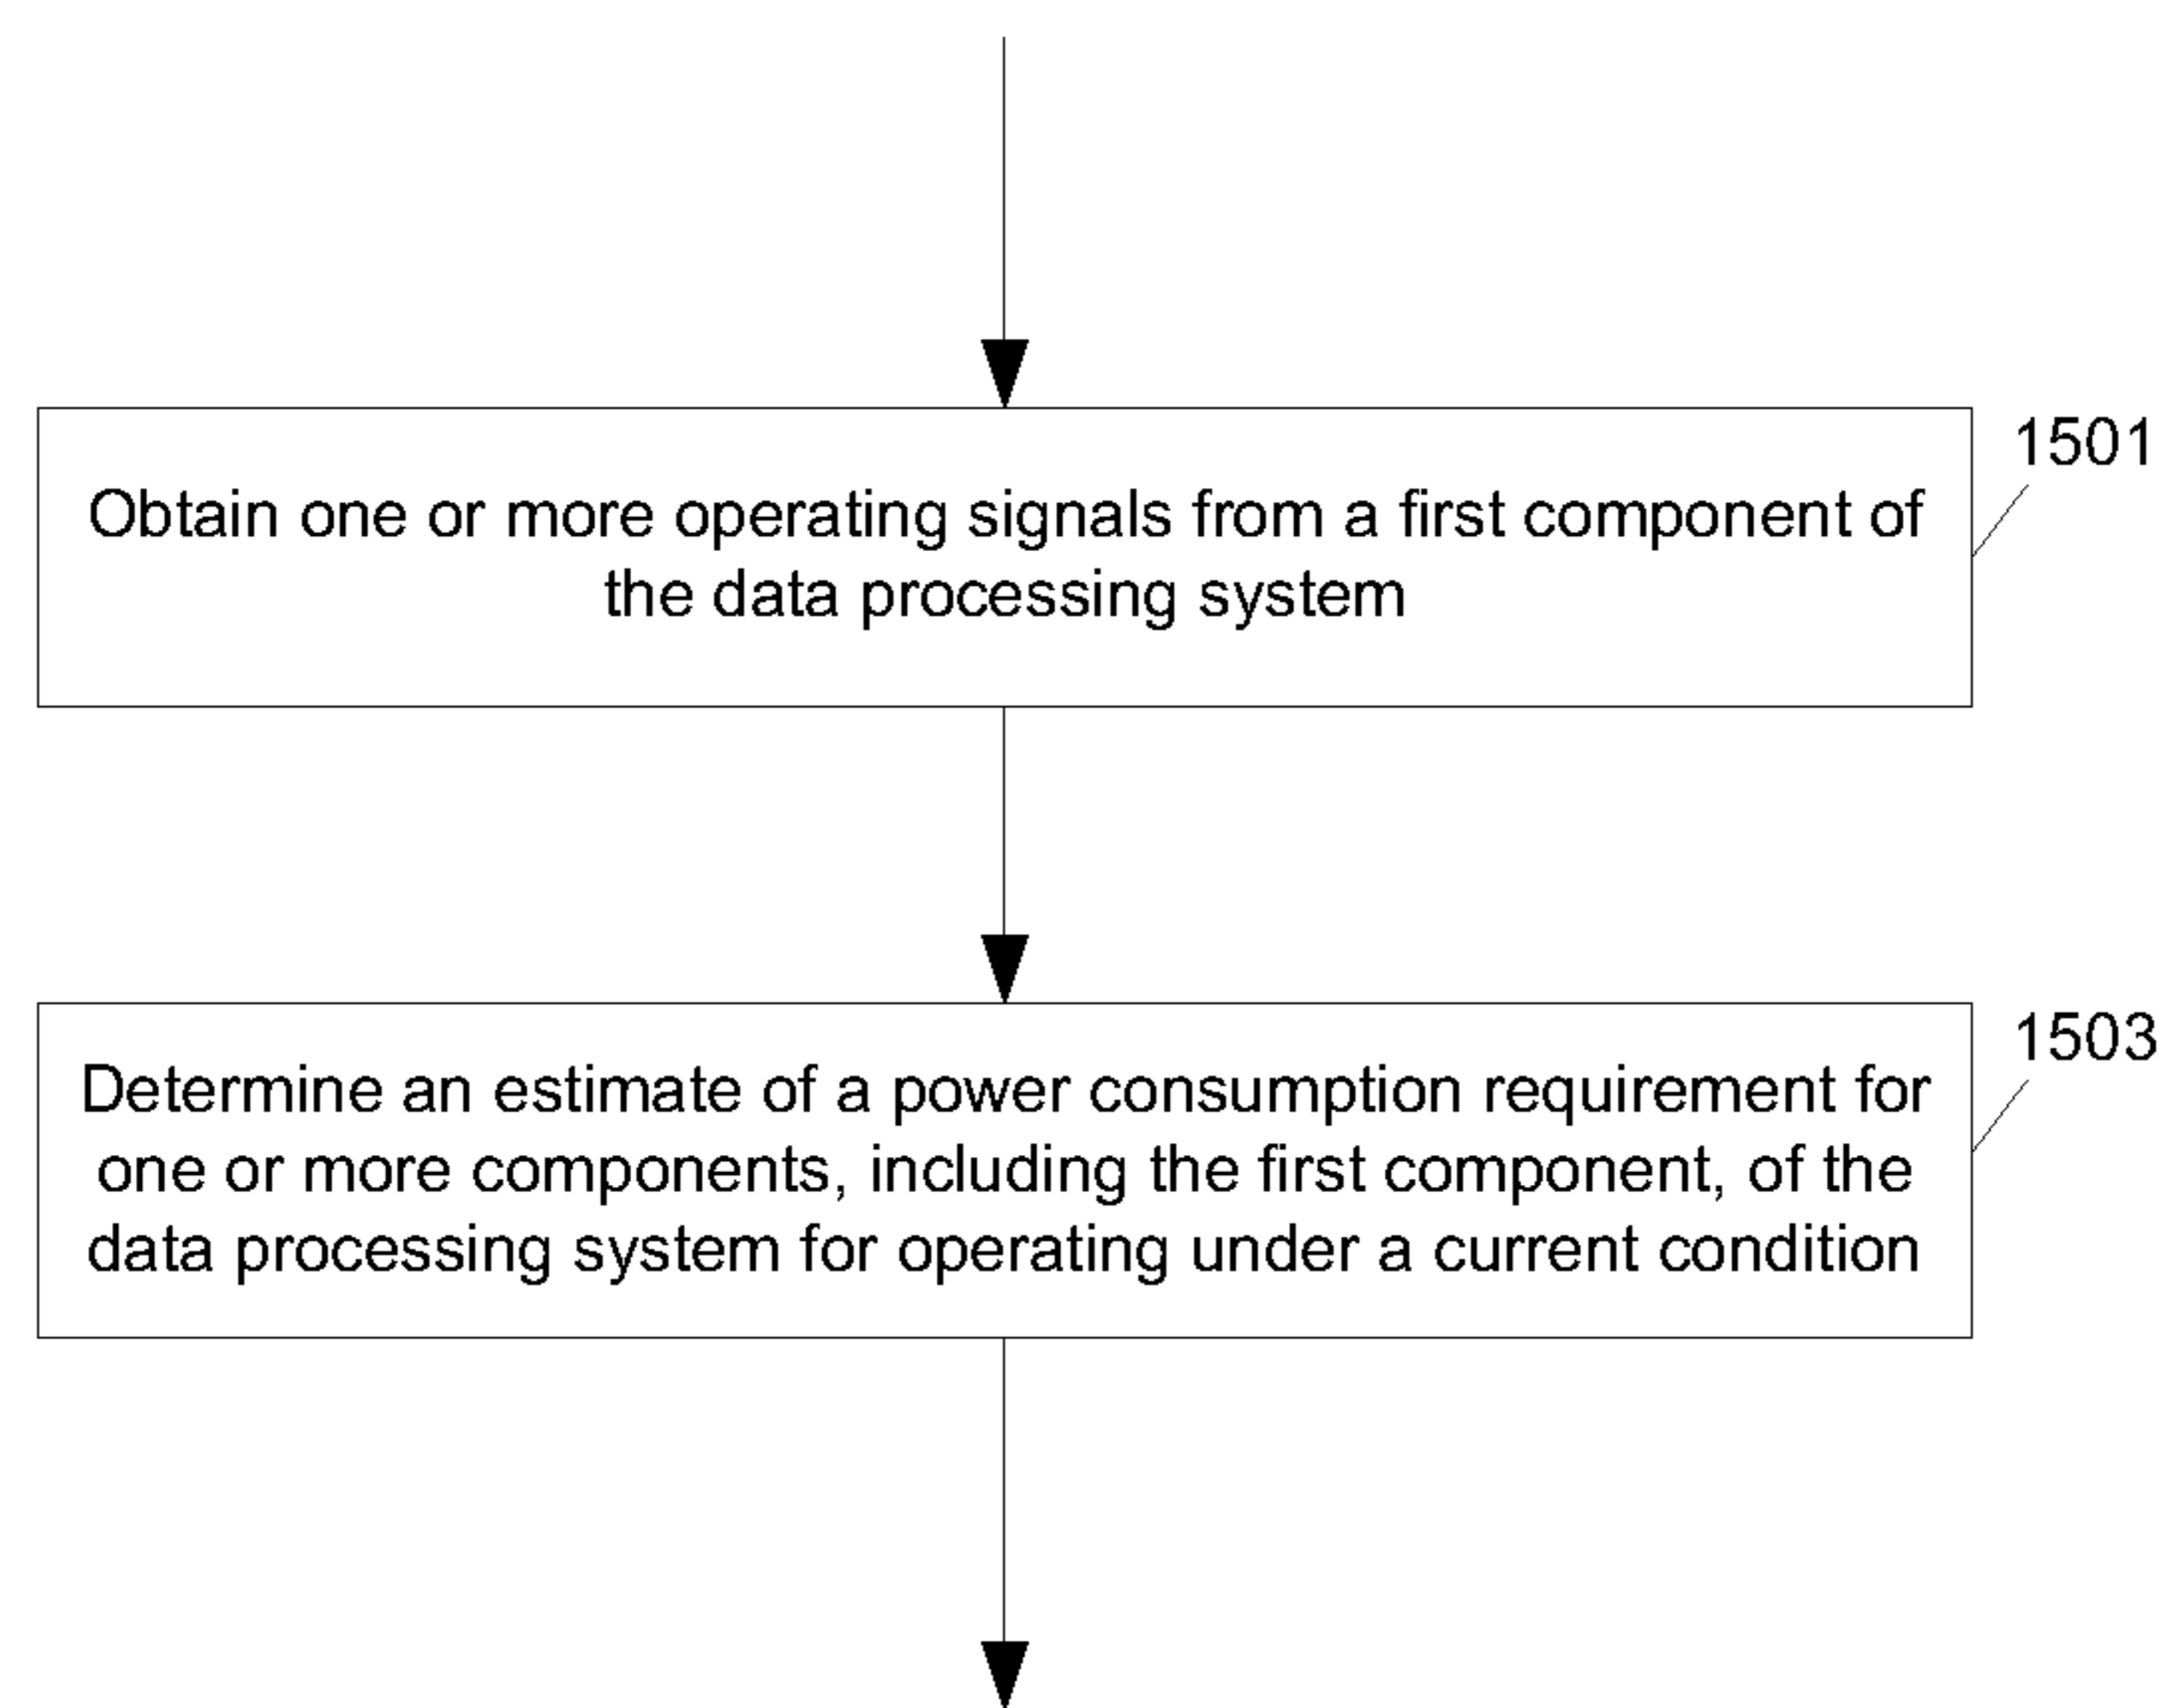 1501
Obtain one or more operating signals from a first component of
the data processing system
1503
Determine an estimate of a power consumption requirement for
one or more components, including the first component, of the
data processing system for operating under a current condition